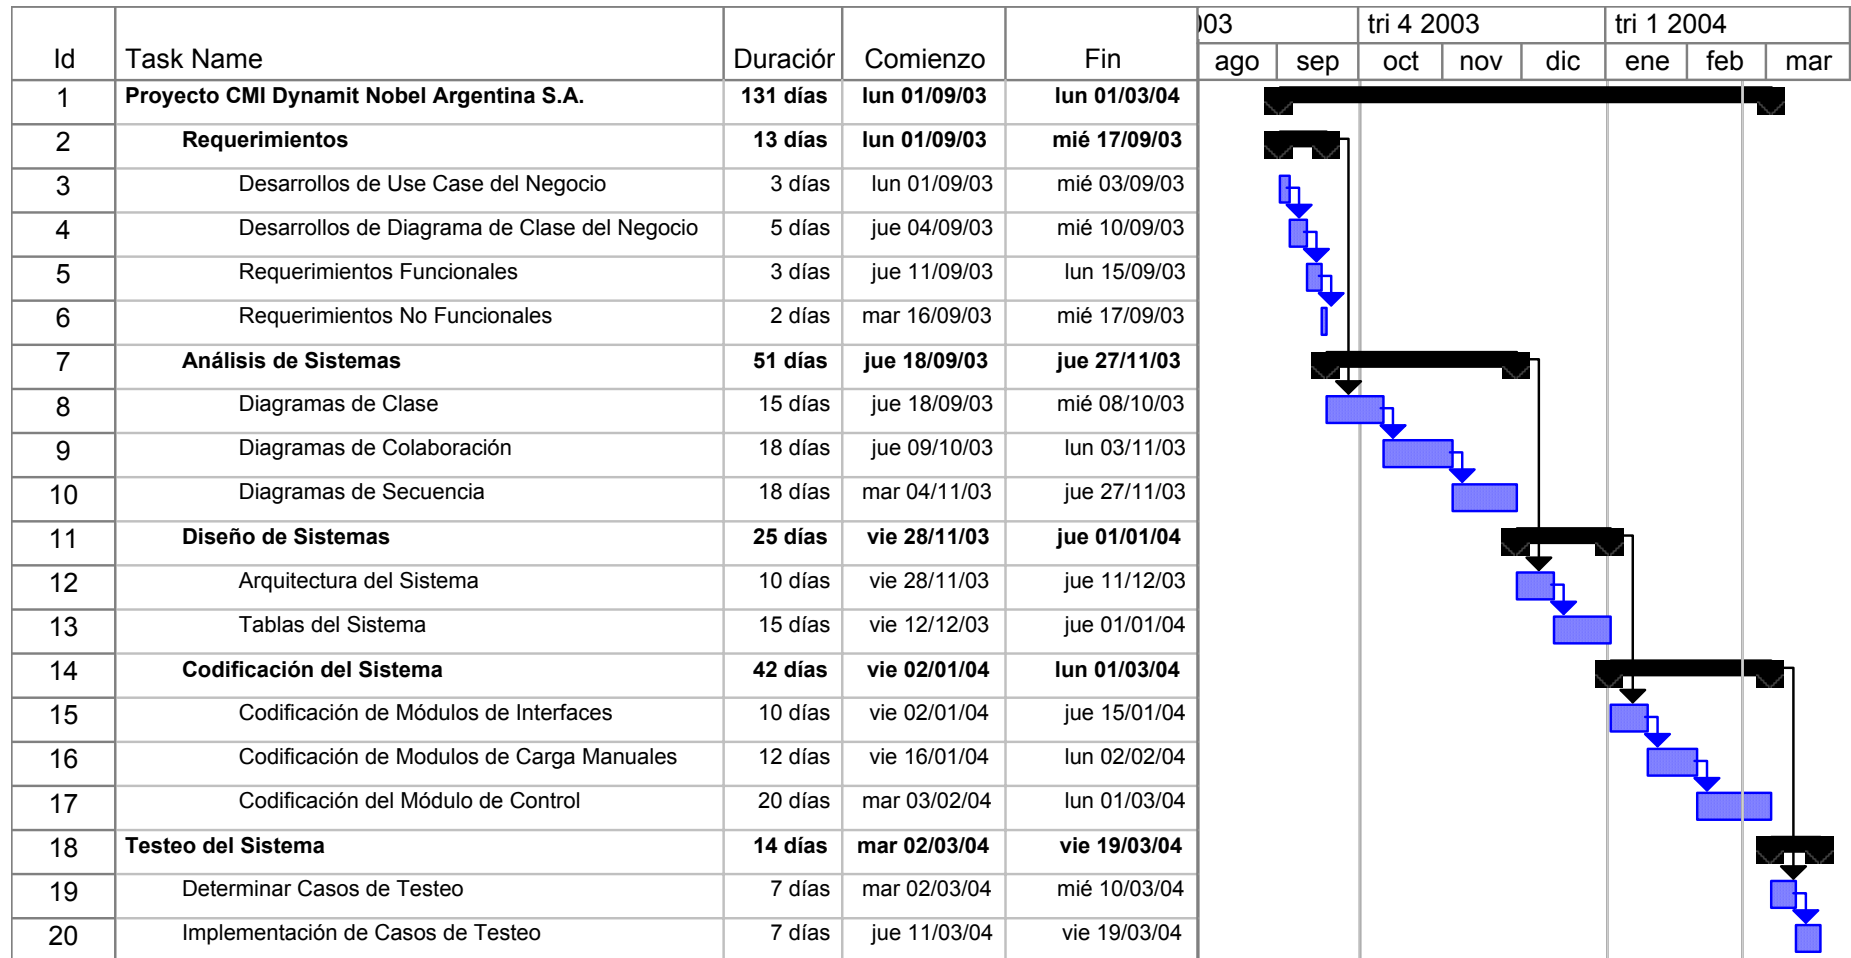 003 tri 4 2003 tri 1 2004
Id Task Name Duración Comienzo Fin ago sep oct nov dic ene feb mar
1 Proyecto CMI Dynamit Nobel Argentina S.A. 131 días lun 01/09/03 lun 01/03/04
2 Requerimientos 13 días lun 01/09/03 mié 17/09/03
3 Desarrollos de Use Case del Negocio 3 días lun 01/09/03 mié 03/09/03
4 Desarrollos de Diagrama de Clase del Negocio 5 días jue 04/09/03 mié 10/09/03
5 Requerimientos Funcionales 3 días jue 11/09/03 lun 15/09/03
6 Requerimientos No Funcionales 2 días mar 16/09/03 mié 17/09/03
7 Análisis de Sistemas 51 días jue 18/09/03 jue 27/11/03
8 Diagramas de Clase 15 días jue 18/09/03 mié 08/10/03
9 Diagramas de Colaboración 18 días jue 09/10/03 lun 03/11/03
10 Diagramas de Secuencia 18 días mar 04/11/03 jue 27/11/03
11 Diseño de Sistemas 25 días vie 28/11/03 jue 01/01/04
12 Arquitectura del Sistema 10 días vie 28/11/03 jue 11/12/03
13 Tablas del Sistema 15 días vie 12/12/03 jue 01/01/04
14 Codificación del Sistema 42 días vie 02/01/04 lun 01/03/04
15 Codificación de Módulos de Interfaces 10 días vie 02/01/04 jue 15/01/04
16 Codificación de Modulos de Carga Manuales 12 días vie 16/01/04 lun 02/02/04
17 Codificación del Módulo de Control 20 días mar 03/02/04 lun 01/03/04
18 Testeo del Sistema 14 días mar 02/03/04 vie 19/03/04
19 Determinar Casos de Testeo 7 días mar 02/03/04 mié 10/03/04
20 Implementación de Casos de Testeo 7 días jue 11/03/04 vie 19/03/04